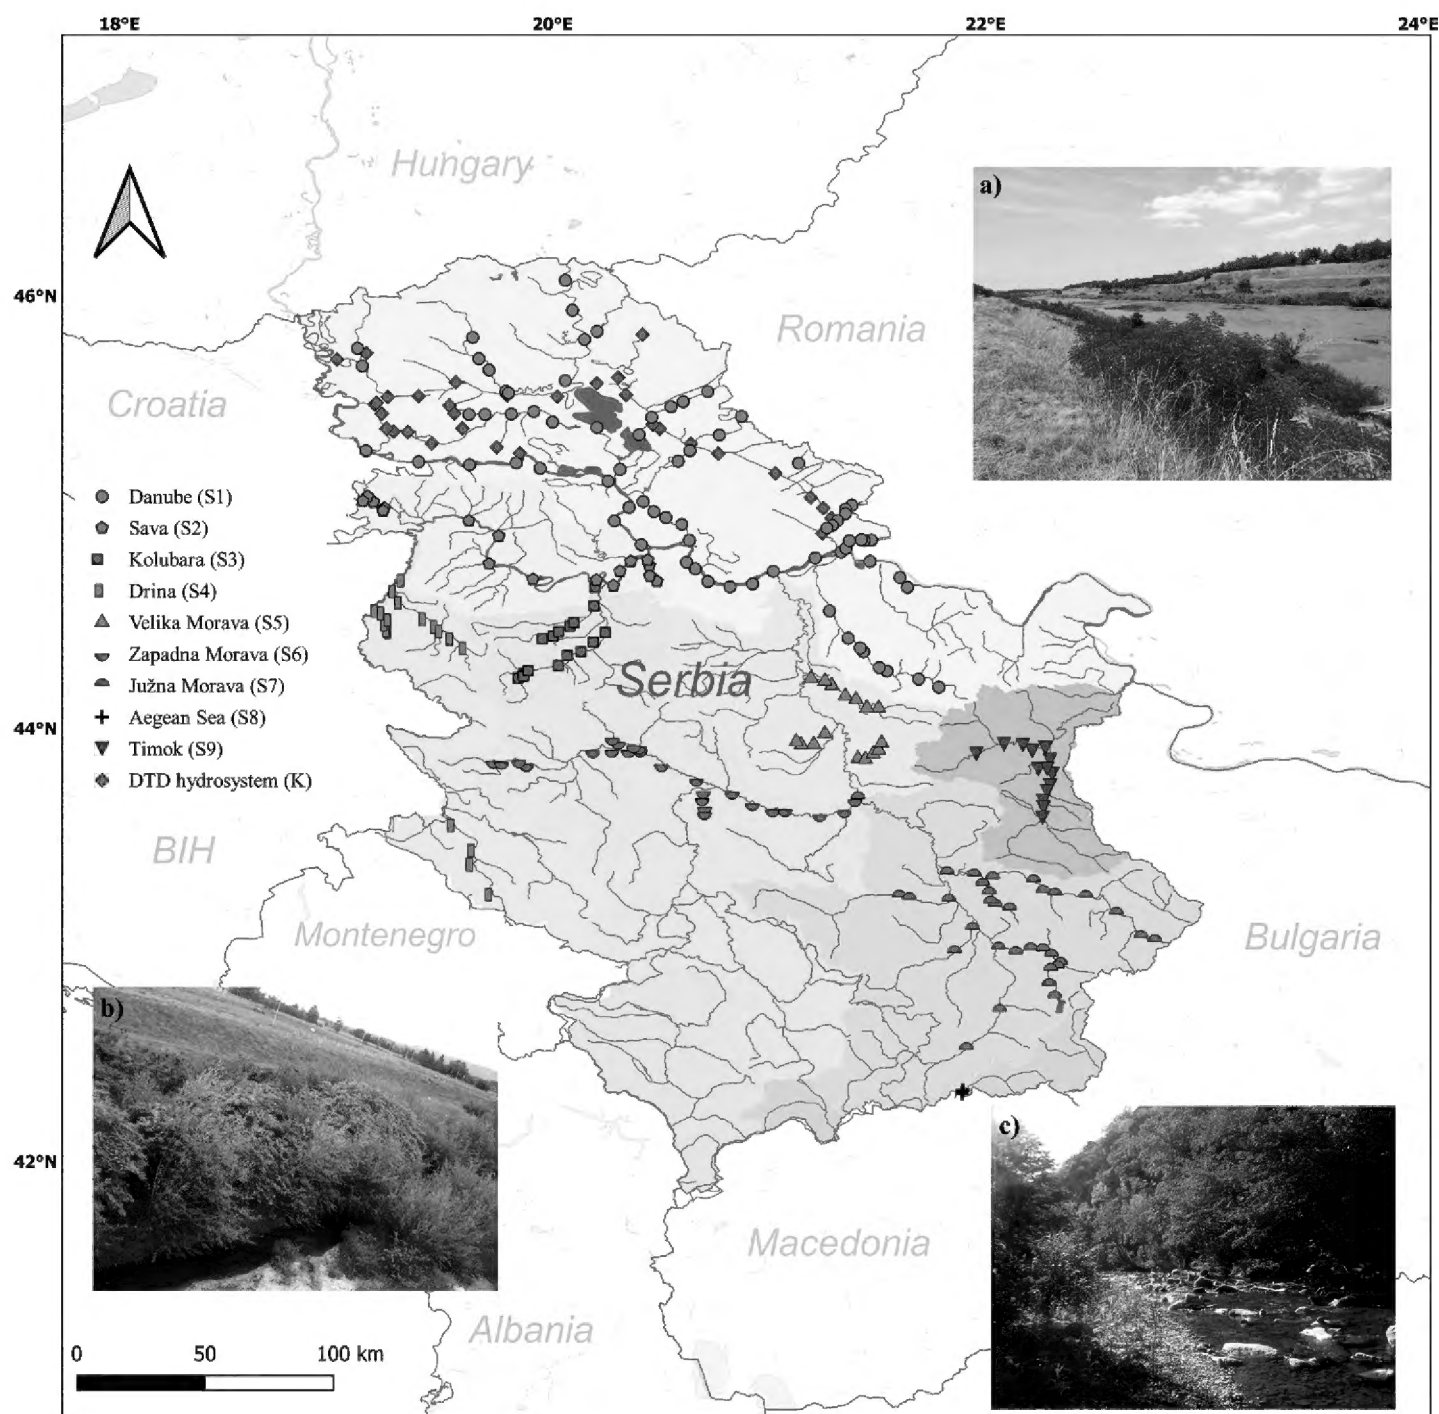 18°E 20°E 22°E 24°E
Hungary
a)
46°N
Romania
Croatia
Danube (S1)
Sava (S2)
Kolubara (S3)
Drina (S4)
Velika Morava (S5)
Zapadna Morava (S6)
Južna Morava (S7)
Aegean Sea (S8)
Timok (S9)
DTD hydrosystem (K)
Serbia
44°N
BIH
Montenegro
Bulgaria
b)
c)
42°N
Macedonia
Albania
0 50 100 km